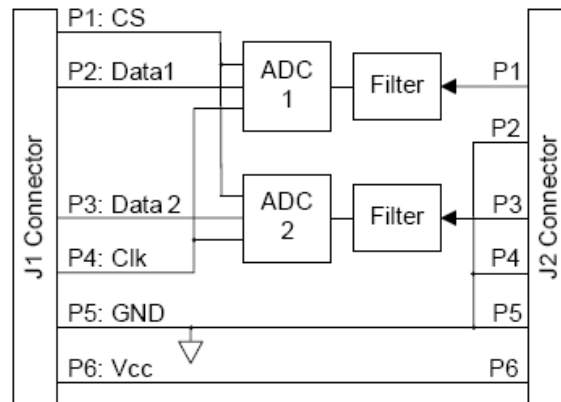 P1: CS
P2: Data1
ADC
1
Filter
P1
P2
J1 Connector
J2 Connector
P3: Data 2
ADC
2
Filter
P3
P4: Clk
P4
P5: GND
P5
P6: Vcc
P6